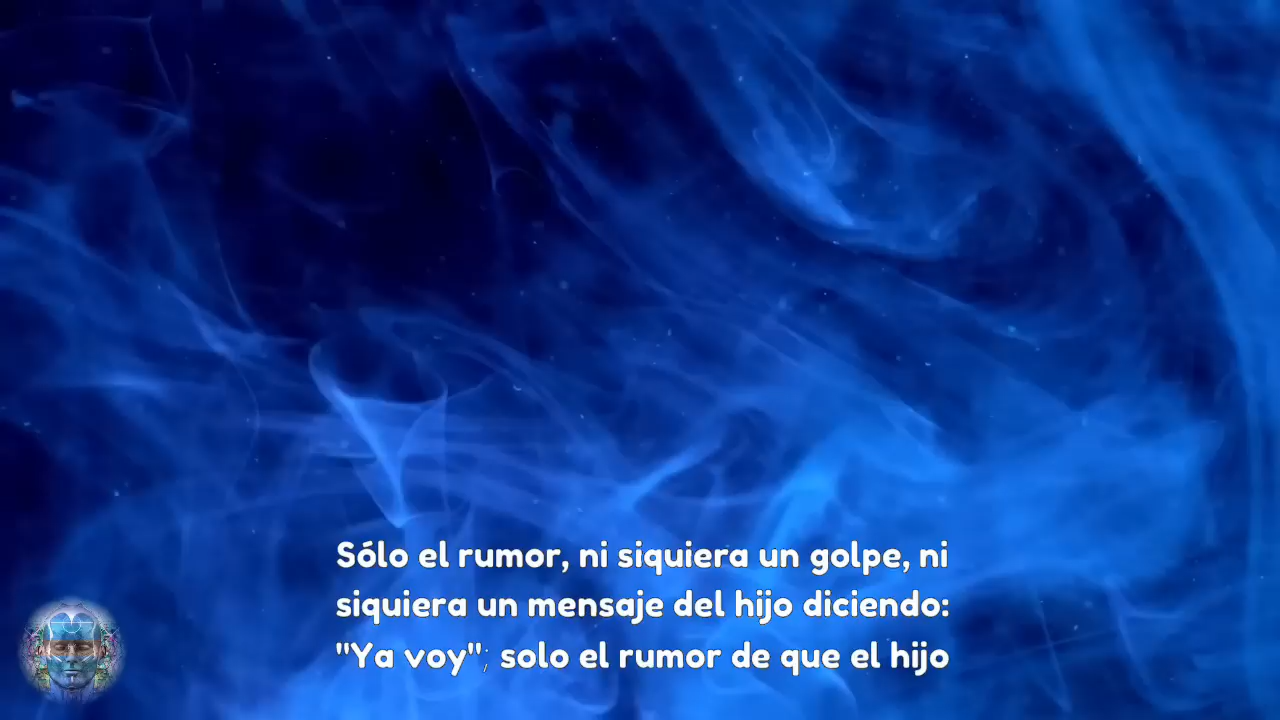 Sólo el rumor, ni siquiera un golpe, ni
siquiera un mensaje del hijo diciendo:
"Ya voy"; solo el rumor de que el hijo